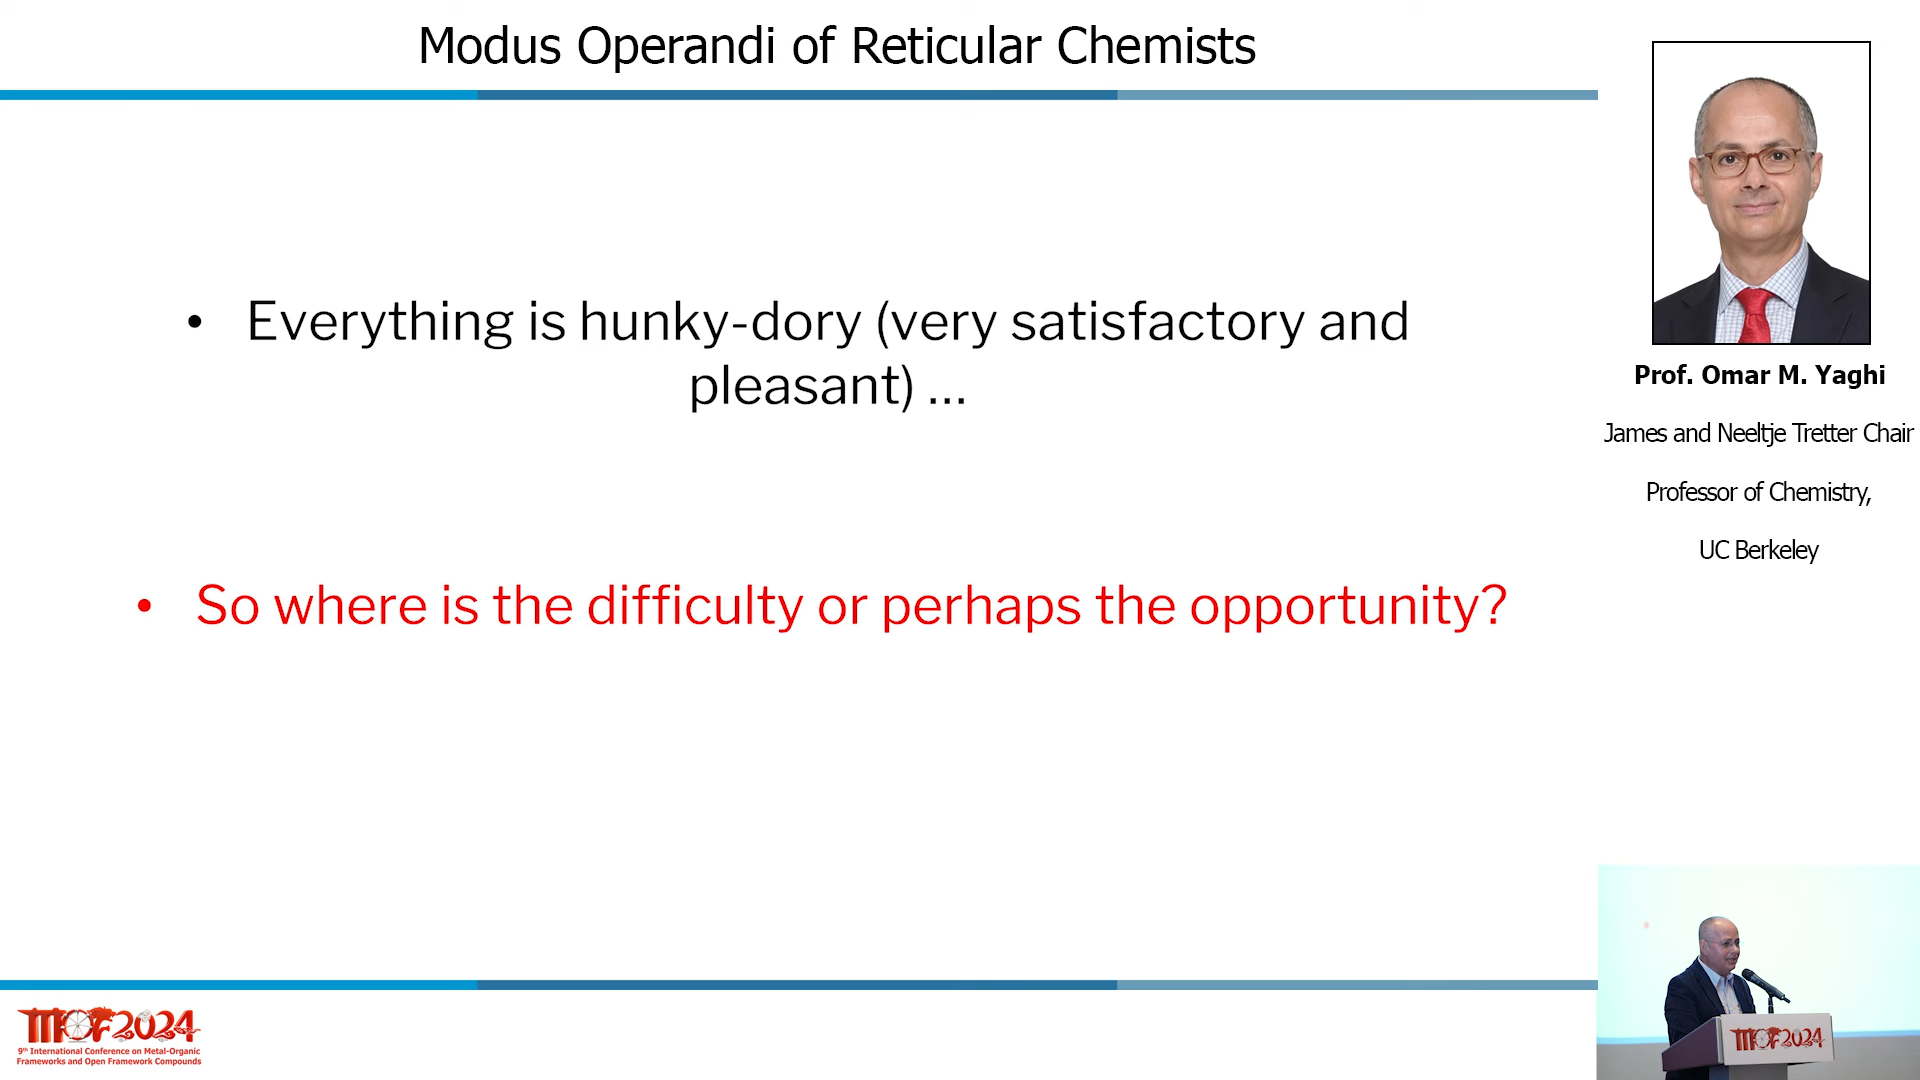 Modus Operandi of Reticular Chemists
• Everything is hunky-dory (very satisfactory and
pleasant) ...
• So where is the difficulty or perhaps the opportunity?
Prof. Omar M. Yaghi
James and Neeltje Tretter Chair
Professor of Chemistry,
UC Berkeley
MOF2024
9th International Conference on Metal-Organic
Frameworks and Open Framework Compounds
MOF2024